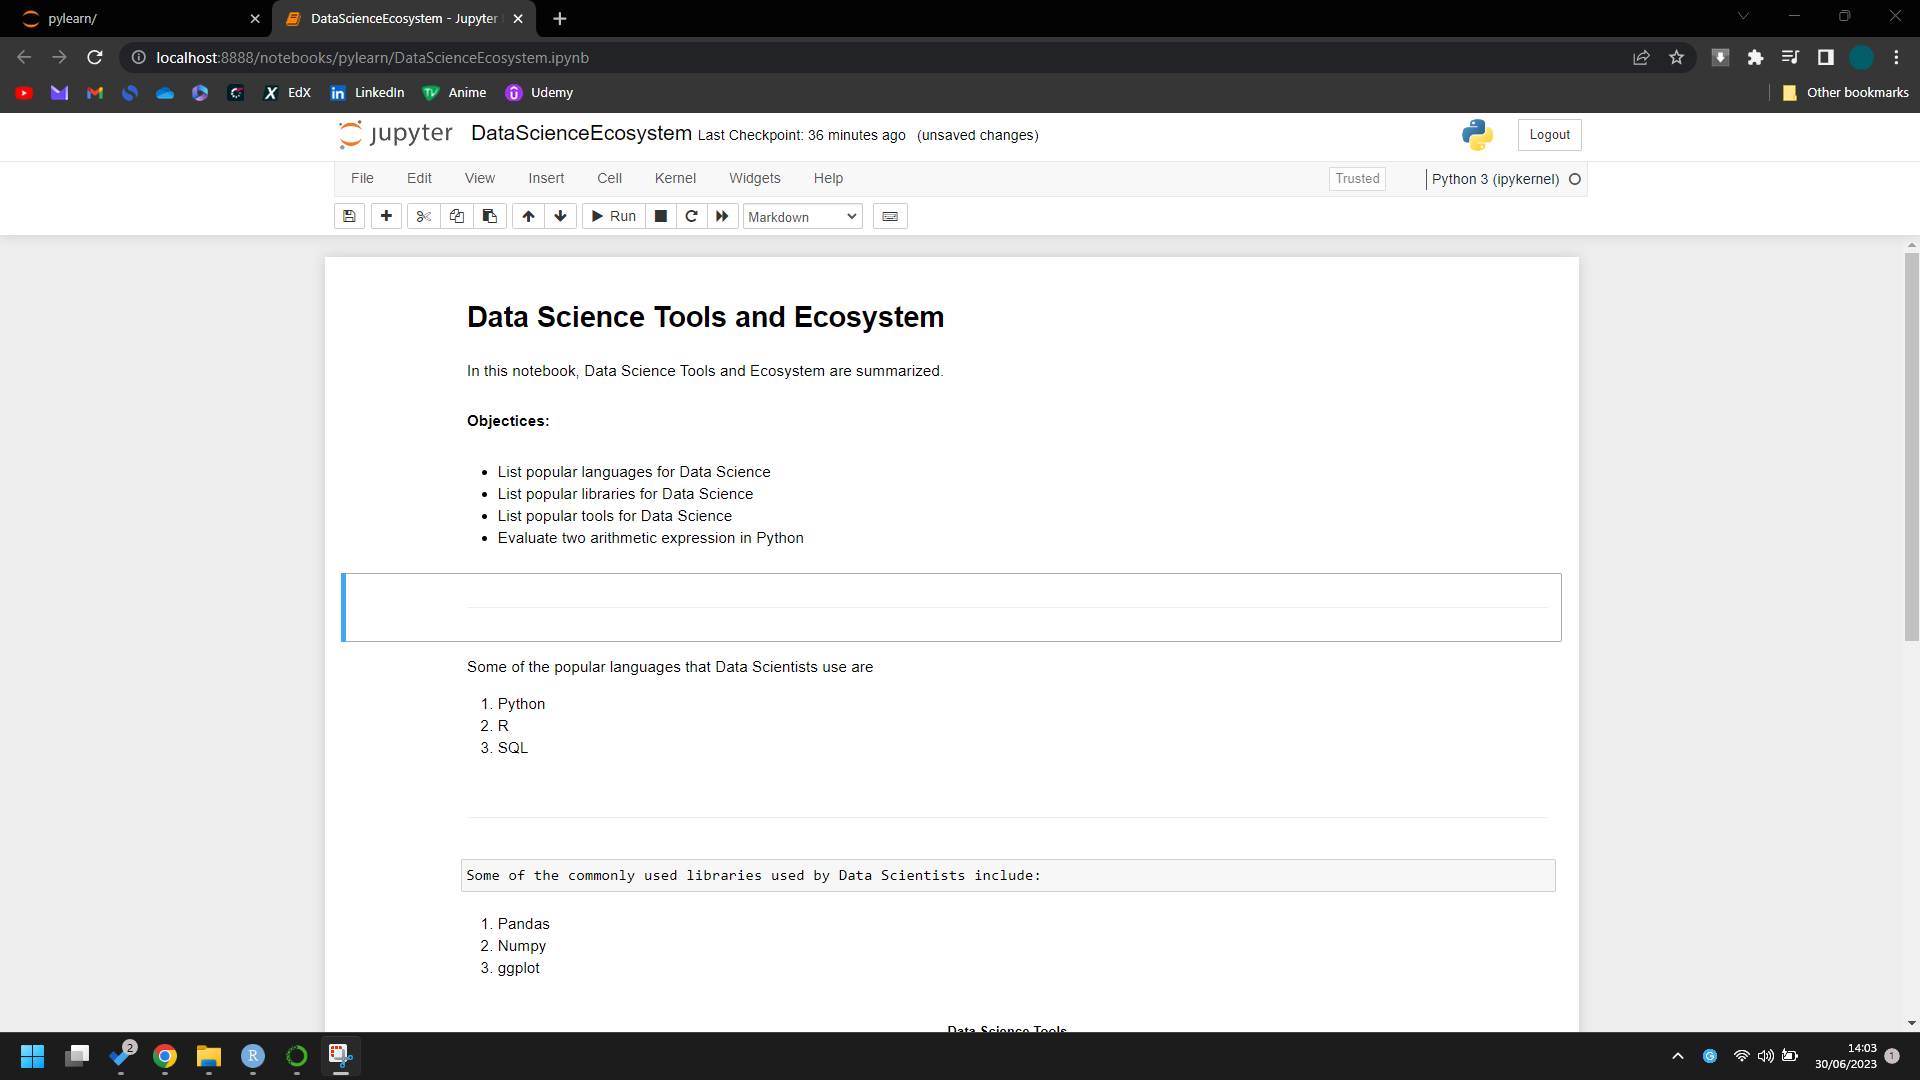 pylearn/
DataScienceEcosystem - Jupyter
localhost:8888/notebooks/pylearn/DataScienceEcosystem.ipynb
EdX LinkedIn Anime Udemy Other bookmarks
jupyter DataScienceEcosystem Last Checkpoint: 36 minutes ago (unsaved changes) Logout
File Edit View Insert Cell Kernel Widgets Help Trusted Python 3 (ipykernel)
Run Markdown
Data Science Tools and Ecosystem
In this notebook, Data Science Tools and Ecosystem are summarized.
Objectices:
• List popular languages for Data Science
• List popular libraries for Data Science
• List popular tools for Data Science
• Evaluate two arithmetic expression in Python
Some of the popular languages that Data Scientists use are
1. Python
2. R
3. SQL
Some of the commonly used libraries used by Data Scientists include:
1. Pandas
2. Numpy
3. ggplot
Data Science Tools
2
14:03
30/06/2023
1